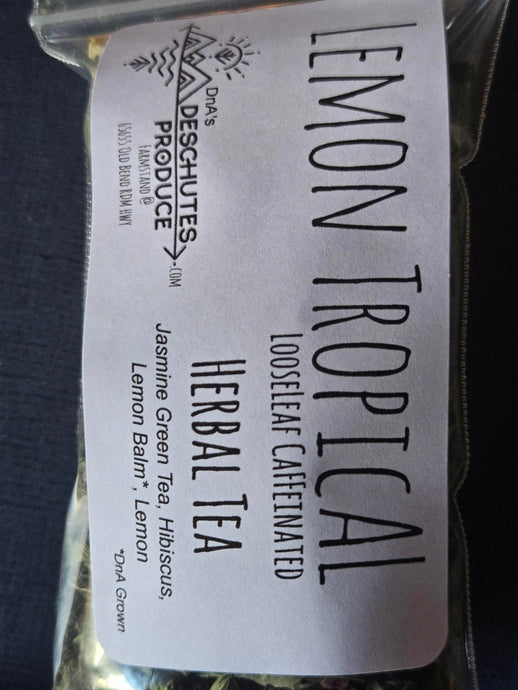 LEMON TROPICAL
LOOSELEAF CAFFEINATED
HERBAL TEA
Jasmine Green Tea, Hibiscus,
Lemon Balm*, Lemon
*DnA Grown
DnA's
DESCHUTES
PRODUCE
.COM
FARMSTAND @
65655 OLD BEND RDM HWY